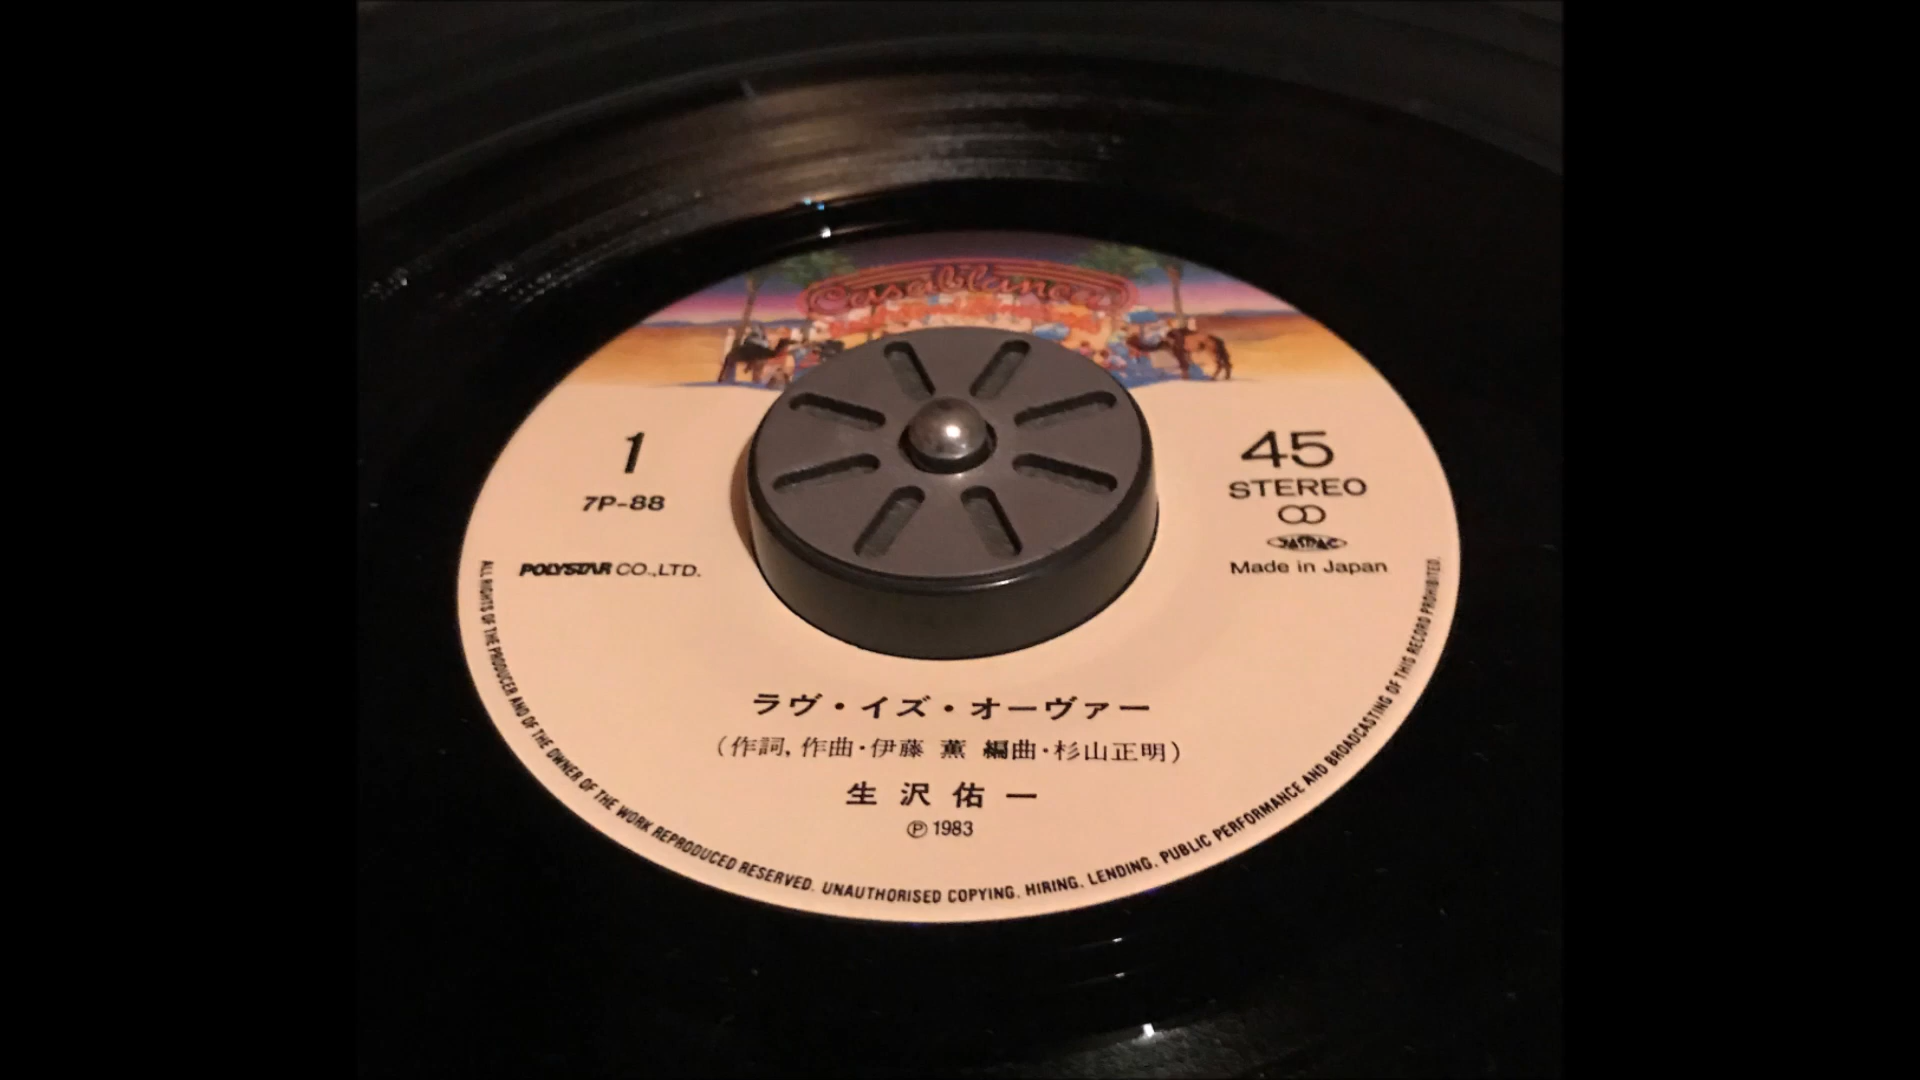 Casablanca
1
7P-88
POLYSTAR CO.,LTD.
45
STEREO
JASRAC
Made in Japan
ラヴ・イズ・オーヴァー
(作詞, 作曲・伊藤 薫 編曲・杉山正明)
生沢佑一
Ⓟ 1983
ALL RIGHTS OF THE PRODUCER AND OF THE OWNER OF THE WORK REPRODUCED RESERVED. UNAUTHORISED COPYING. HIRING. LENDING. PUBLIC PERFORMANCE AND BROADCASTING OF THIS RECORD PROHIBITED.